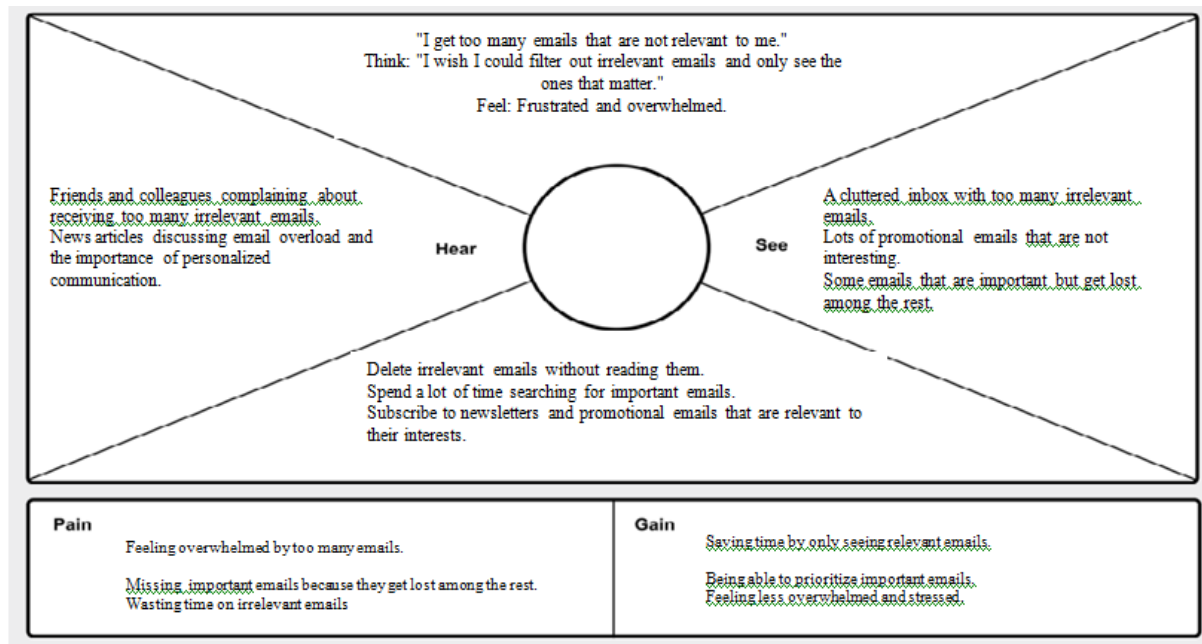 "I get too many emails that are not relevant to me."
Think: "I wish I could filter out irrelevant emails and only see the
ones that matter."
Feel: Frustrated and overwhelmed.
Friends and colleagues complaining about
receiving too many irrelevant emails.
News articles discussing email overload and
the importance of personalized
communication.
Hear
See
A cluttered inbox with too many irrelevant
emails.
Lots of promotional emails that are not
interesting.
Some emails that are important but get lost
among the rest.
Delete irrelevant emails without reading them.
Spend a lot of time searching for important emails.
Subscribe to newsletters and promotional emails that are relevant to
their interests.
Pain
Feeling overwhelmed by too many emails.
Missing important emails because they get lost among the rest.
Wasting time on irrelevant emails
Gain
Saving time by only seeing relevant emails.
Being able to prioritize important emails.
Feeling less overwhelmed and stressed.